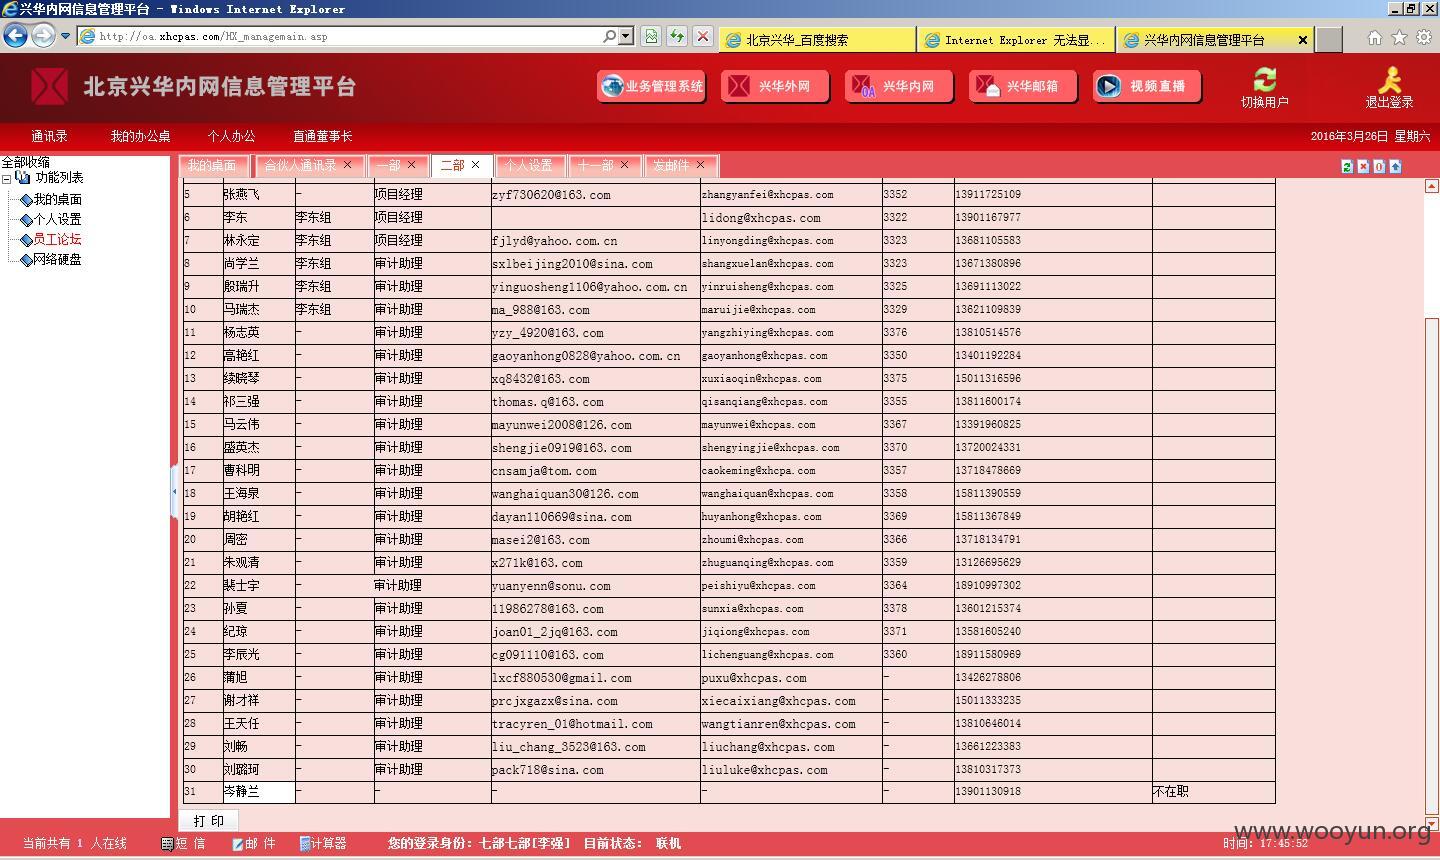 兴华内网信息管理平台 - Windows Internet Explorer
http://oa.xhcpas.com/HX_managemain.asp 北京兴华_百度搜索 Internet Explorer 无法显... 兴华内网信息管理平台
北京兴华内网信息管理平台 业务管理系统 兴华外网 兴华内网 兴华邮箱 视频直播 切换用户 退出登录
通讯录 我的办公桌 个人办公 直通董事长 2016年3月26日 星期六
全部收缩
功能列表
我的桌面
个人设置
员工论坛
网络硬盘
我的桌面 合伙人通讯录 一部 二部 个人设置 十一部 发邮件
5 张燕飞 - 项目经理 zyf730620@163.com zhangyanfei@xhcpas.com 3352 13911725109
6 李东 李东组 项目经理 lidong@xhcpas.com 3322 13901167977
7 林永定 李东组 项目经理 fjlyd@yahoo.com.cn linyongding@xhcpas.com 3323 13681105583
8 尚学兰 李东组 审计助理 sxlbeijing2010@sina.com shangxuelan@xhcpas.com 3323 13671380896
9 殷瑞升 李东组 审计助理 yinguosheng1106@yahoo.com.cn yinruisheng@xhcpas.com 3325 13691113022
10 马瑞杰 李东组 审计助理 ma_988@163.com maruijie@xhcpas.com 3329 13621109839
11 杨志英 - 审计助理 yzy_4920@163.com yangzhiying@xhcpas.com 3376 13810514576
12 高艳红 - 审计助理 gaoyanhong0828@yahoo.com.cn gaoyanhong@xhcpas.com 3350 13401192284
13 续晓琴 - 审计助理 xq8432@163.com xuxiaoqin@xhcpas.com 3375 15011316596
14 祁三强 - 审计助理 thomas.q@163.com qisanqiang@xhcpas.com 3355 13811600174
15 马云伟 - 审计助理 mayunwei2008@126.com mayunwei@xhcpas.com 3367 13391960825
16 盛英杰 - 审计助理 shengjie0919@163.com shengyingjie@xhcpas.com 3370 13720024331
17 曹科明 - 审计助理 cnsamja@tom.com caokeming@xhcpa.com 3357 13718478669
18 王海泉 - 审计助理 wanghaiquan30@126.com wanghaiquan@xhcpas.com 3358 15811390559
19 胡艳红 - 审计助理 dayan110669@sina.com huyanhong@xhcpas.com 3369 15811367849
20 周密 - 审计助理 masei2@163.com zhoumi@xhcpas.com 3366 13718134791
21 朱观清 - 审计助理 x271k@163.com zhuguanqing@xhcpas.com 3359 13126695629
22 裴士宇 - 审计助理 yuanyenn@sonu.com peishiyu@xhcpas.com 3364 18910997302
23 孙夏 - 审计助理 11986278@163.com sunxia@xhcpas.com 3378 13601215374
24 纪琼 - 审计助理 joan01_2jq@163.com jiqiong@xhcpas.com 3371 13581605240
25 李辰光 - 审计助理 cg091110@163.com lichenguang@xhcpas.com 3360 18911580969
26 蒲旭 - 审计助理 lxcf880530@gmail.com puxu@xhcpas.com - 13426278806
27 谢才祥 - 审计助理 prcjxgazx@sina.com xiecaixiang@xhcpas.com - 15011333235
28 王天任 - 审计助理 tracyren_01@hotmail.com wangtianren@xhcpas.com - 13810646014
29 刘畅 - 审计助理 liu_chang_3523@163.com liuchang@xhcpas.com - 13661223383
30 刘璐珂 - 审计助理 pack718@sina.com liuluke@xhcpas.com - 13810317373
31 岑静兰 - - - - - 13901130918 不在职
打 印
当前共有 1 人在线 短 信 邮 件 计算器 您的登录身份：七部七部[李强] 目前状态： 联机 时间：17:45:52
www.wooyun.org